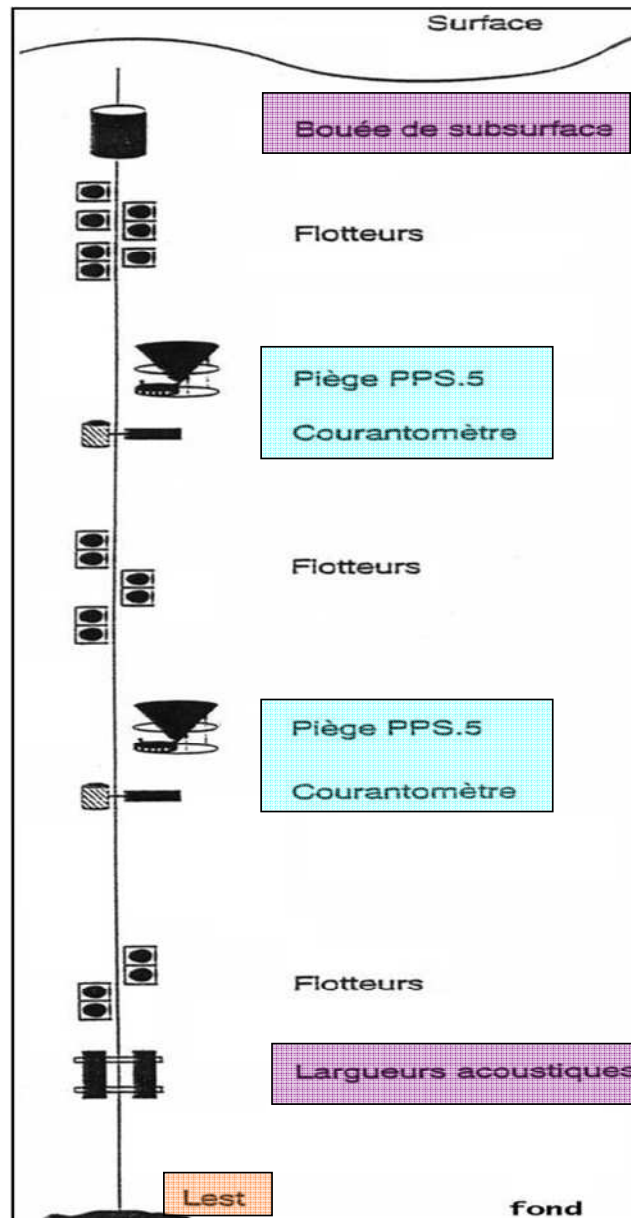 Surface
Bouée de subsurface
Flotteurs
Piège PPS.5
Courantomètre
Flotteurs
Piège PPS.5
Courantomètre
Flotteurs
Largueurs acoustiques
Lest
fond